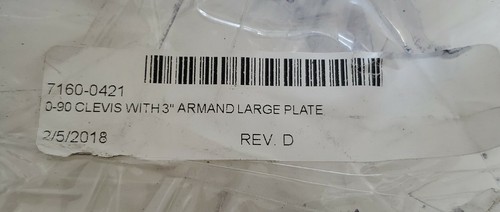 7160-0421
0-90 CLEVIS WITH 3" ARMAND LARGE PLATE
2/5/2018 REV. D